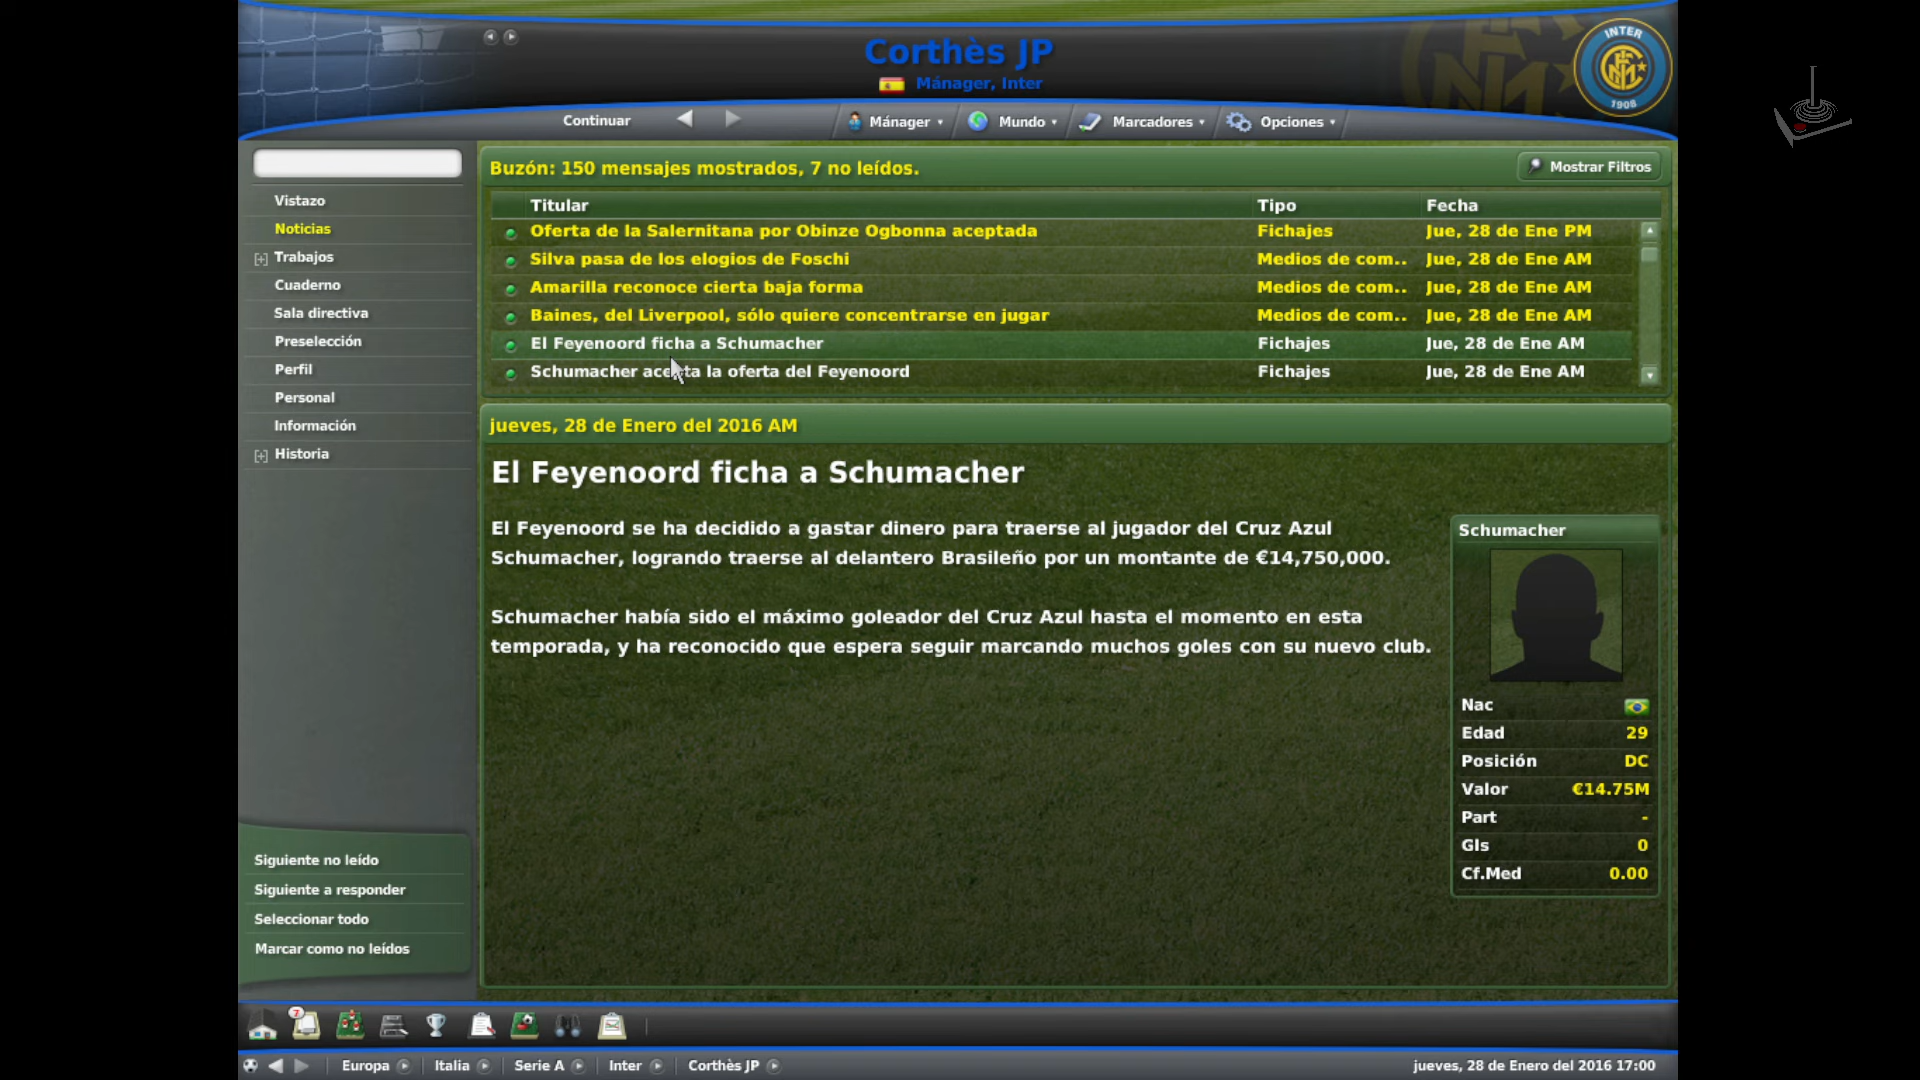 Corthès JP
Mánager, Inter
INTER
1908
Continuar
Mánager
Mundo
Marcadores
Opciones
Buzón: 150 mensajes mostrados, 7 no leídos.
Mostrar Filtros
Titular Tipo Fecha
Oferta de la Salernitana por Obinze Ogbonna aceptada Fichajes Jue, 28 de Ene PM
Silva pasa de los elogios de Foschi Medios de com.. Jue, 28 de Ene AM
Amarilla reconoce cierta baja forma Medios de com.. Jue, 28 de Ene AM
Baines, del Liverpool, sólo quiere concentrarse en jugar Medios de com.. Jue, 28 de Ene AM
El Feyenoord ficha a Schumacher Fichajes Jue, 28 de Ene AM
Schumacher acepta la oferta del Feyenoord Fichajes Jue, 28 de Ene AM
Vistazo
Noticias
[+] Trabajos
Cuaderno
Sala directiva
Preselección
Perfil
Personal
Información
[+] Historia
jueves, 28 de Enero del 2016 AM
El Feyenoord ficha a Schumacher
El Feyenoord se ha decidido a gastar dinero para traerse al jugador del Cruz Azul
Schumacher, logrando traerse al delantero Brasileño por un montante de €14,750,000.
Schumacher había sido el máximo goleador del Cruz Azul hasta el momento en esta
temporada, y ha reconocido que espera seguir marcando muchos goles con su nuevo club.
Schumacher
Nac
Edad 29
Posición DC
Valor €14.75M
Part -
Gls 0
Cf.Med 0.00
Siguiente no leído
Siguiente a responder
Seleccionar todo
Marcar como no leídos
7
Europa
Italia
Serie A
Inter
Corthès JP
jueves, 28 de Enero del 2016 17:00